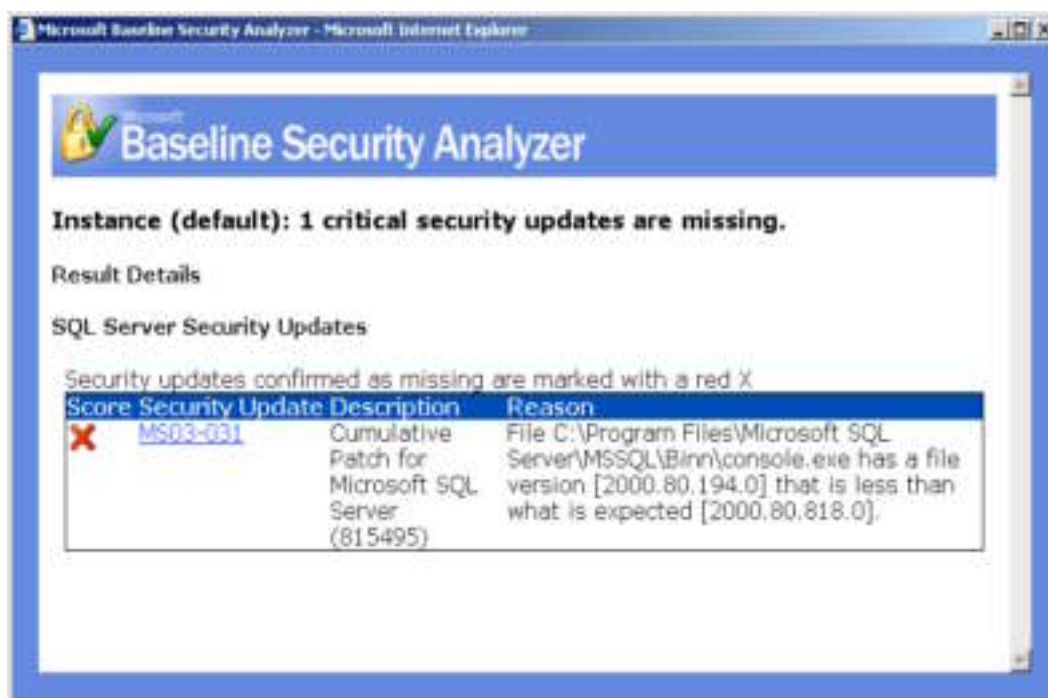 Microsoft Baseline Security Analyzer - Microsoft Internet Explorer
Microsoft
Baseline Security Analyzer
Instance (default): 1 critical security updates are missing.
Result Details
SQL Server Security Updates
Security updates confirmed as missing are marked with a red X
Score Security Update Description Reason
MS03-031 Cumulative File C:\Program Files\Microsoft SQL
Patch for Server\MSSQL\Binn\console.exe has a file
Microsoft SQL version [2000.80.194.0] that is less than
Server what is expected [2000.80.818.0].
(815495)